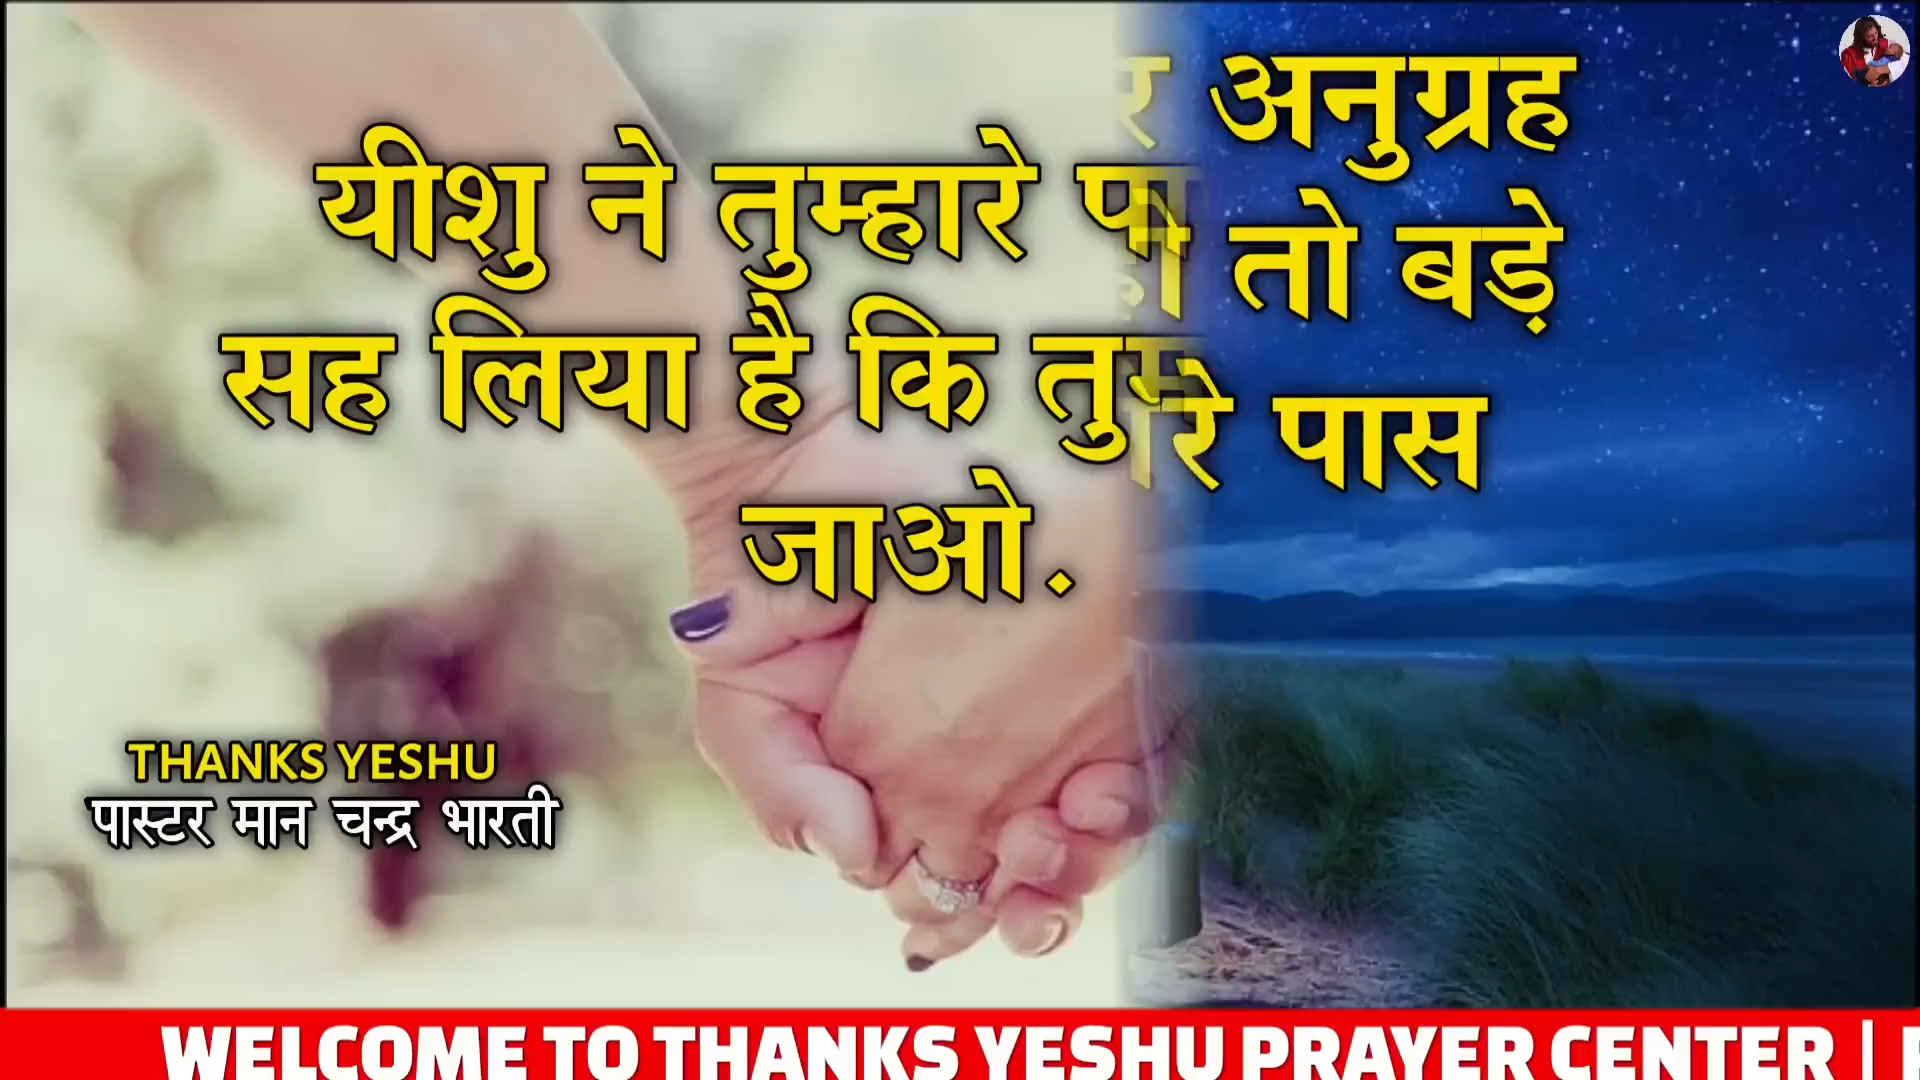 यीशु ने तुम्हारे
सह लिया है कि
जाओ.
अनुग्रह
तो बड़े
पास
THANKS YESHU
पास्टर मान चन्द्र भारती
WELCOME TO THANKS YESHU PRAYER CENTER |